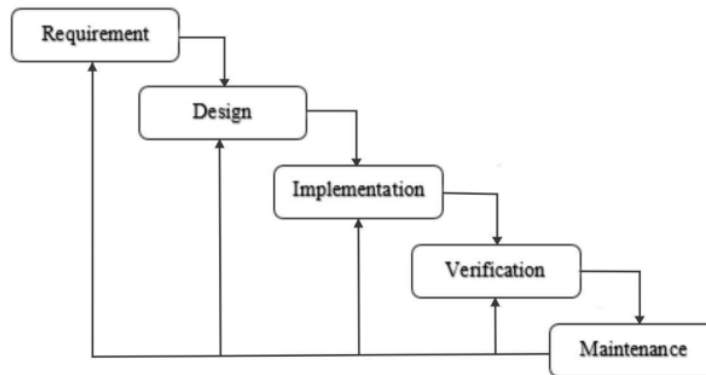 Requirement
Design
Implementation
Verification
Maintenance